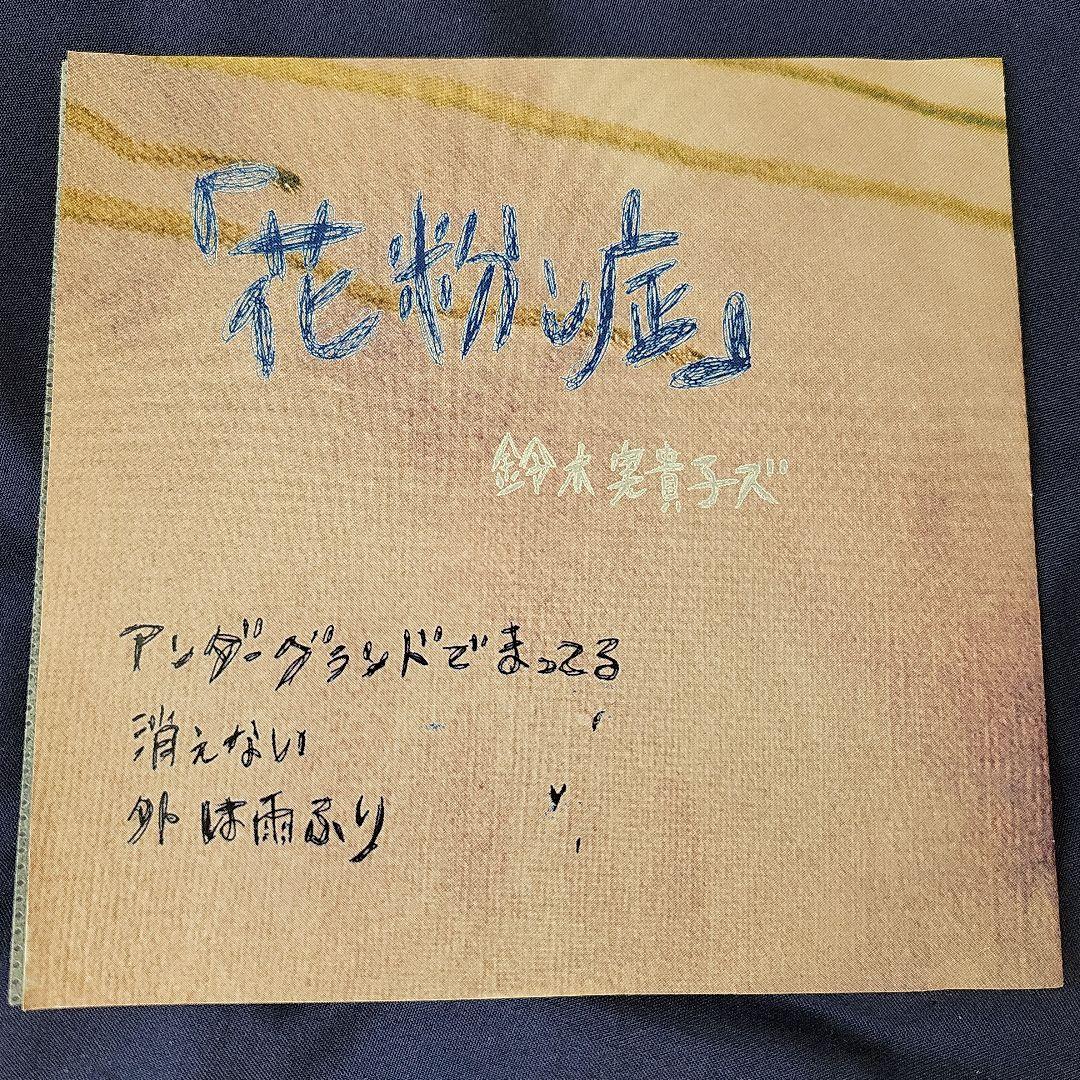 「花粉症」
鈴木実貴子ズ
アンダーグランドでまってる
消えない
外は雨ふり